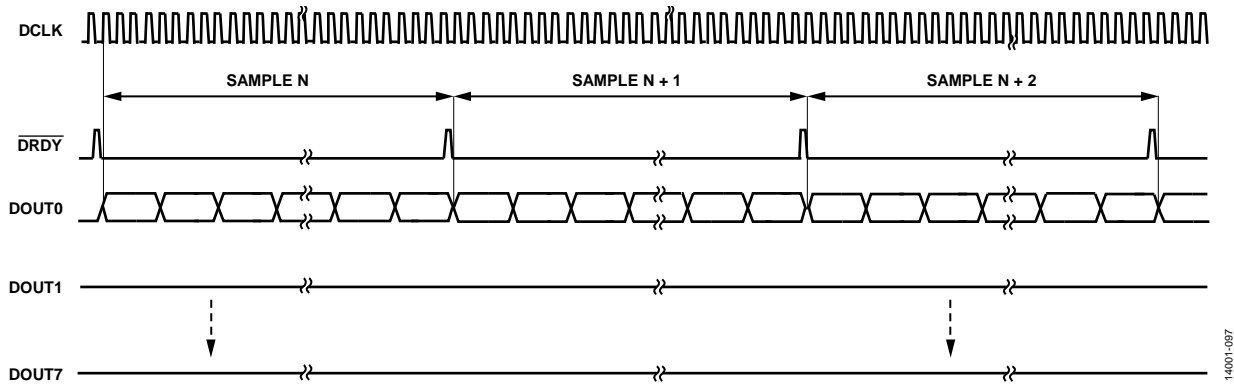 DCLK
SAMPLE N
SAMPLE N + 1
SAMPLE N + 2
DRDY
DOUT0
DOUT1
DOUT7
14001-097